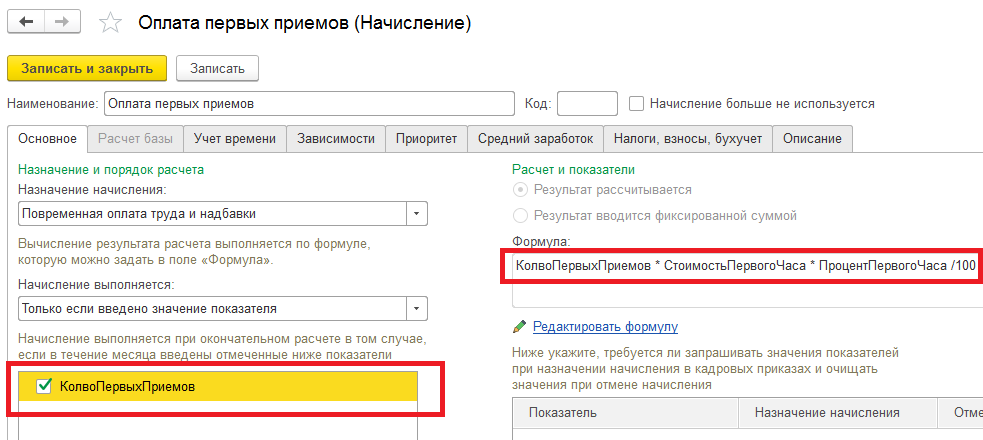 Оплата первых приемов (Начисление)
Записать и закрыть Записать
Наименование: Оплата первых приемов Код: Начисление больше не используется
Основное Расчет базы Учет времени Зависимости Приоритет Средний заработок Налоги, взносы, бухучет Описание
Назначение и порядок расчета
Назначение начисления:
Повременная оплата труда и надбавки
Вычисление результата расчета выполняется по формуле,
которую можно задать в поле «Формула».
Начисление выполняется:
Только если введено значение показателя
Начисление выполняется при окончательном расчете в том случае,
если в течение месяца введены отмеченные ниже показатели
КолвоПервыхПриемов
Расчет и показатели
Результат рассчитывается
Результат вводится фиксированной суммой
Формула:
КолвоПервыхПриемов * СтоимостьПервогоЧаса * ПроцентПервогоЧаса /100
Редактировать формулу
Ниже укажите, требуется ли запрашивать значения показателей
при назначении начисления в кадровых приказах и очищать
значения при отмене начисления
Показатель Назначение начисления Отме